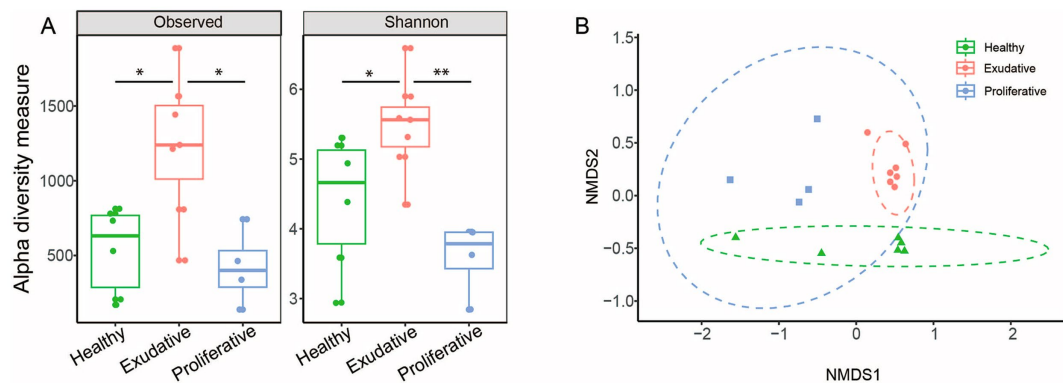 A
Observed
Shannon
Alpha diversity measure
1500
1000
500
6
5
4
3
*
*
*
**
Healthy
Exudative
Proliferative
Healthy
Exudative
Proliferative
B
1.5
1.0
0.5
0.0
−0.5
−1.0
NMDS2
−2
−1
0
1
2
NMDS1
Healthy
Exudative
Proliferative